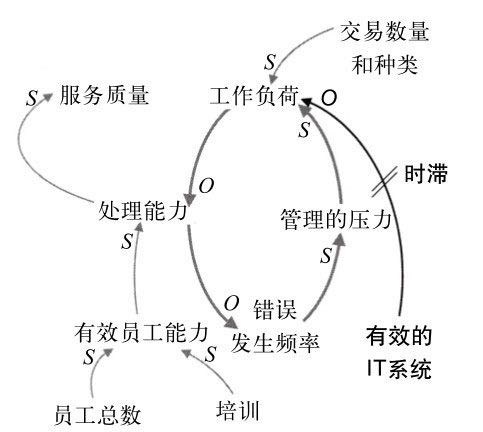 交易数量
和种类
S
S 服务质量
工作负荷 O
S
时滞
O
处理能力
S
管理的压力
S
O 错误
发生频率
有效员工能力
S
S
有效的
IT系统
员工总数
培训